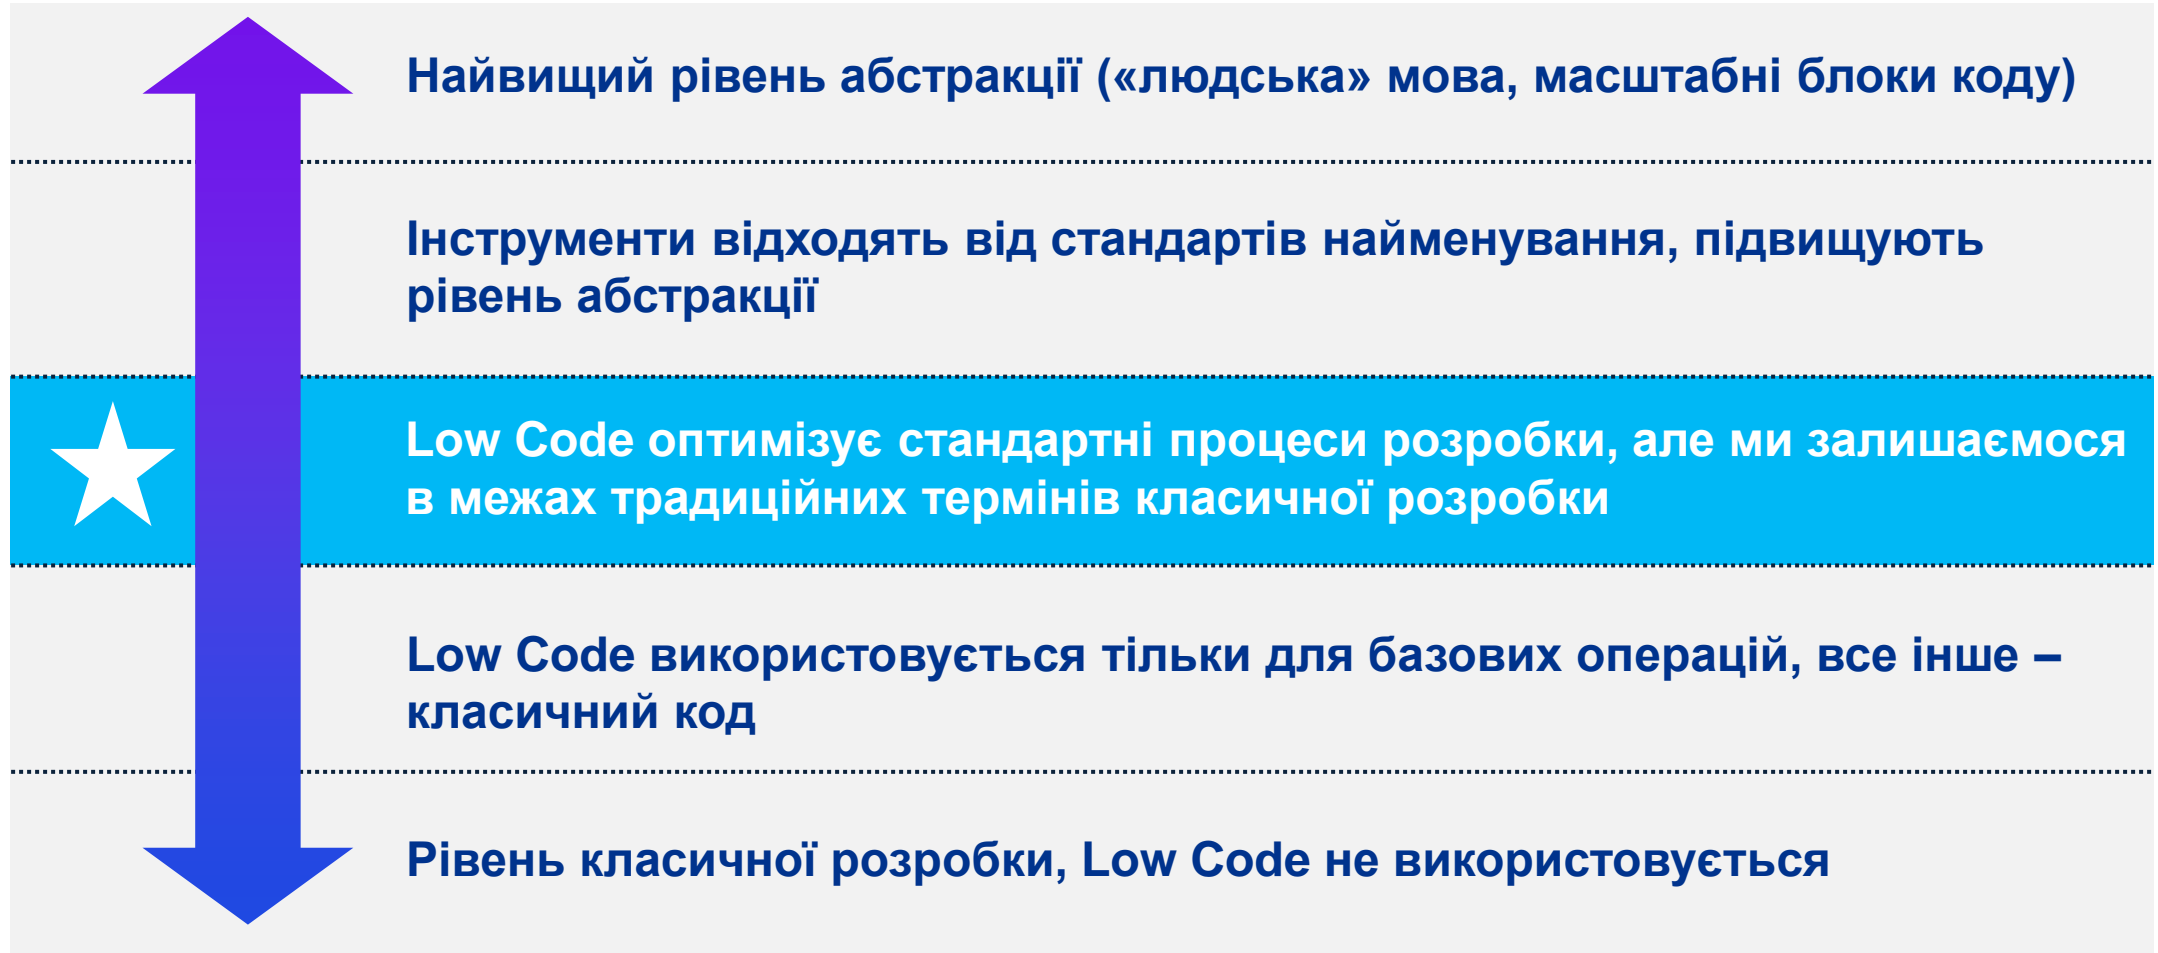 Найвищий рівень абстракції («людська» мова, масштабні блоки коду)
Інструменти відходять від стандартів найменування, підвищують
рівень абстракції
Low Code оптимізує стандартні процеси розробки, але ми залишаємося
в межах традиційних термінів класичної розробки
Low Code використовується тільки для базових операцій, все інше –
класичний код
Рівень класичної розробки, Low Code не використовується